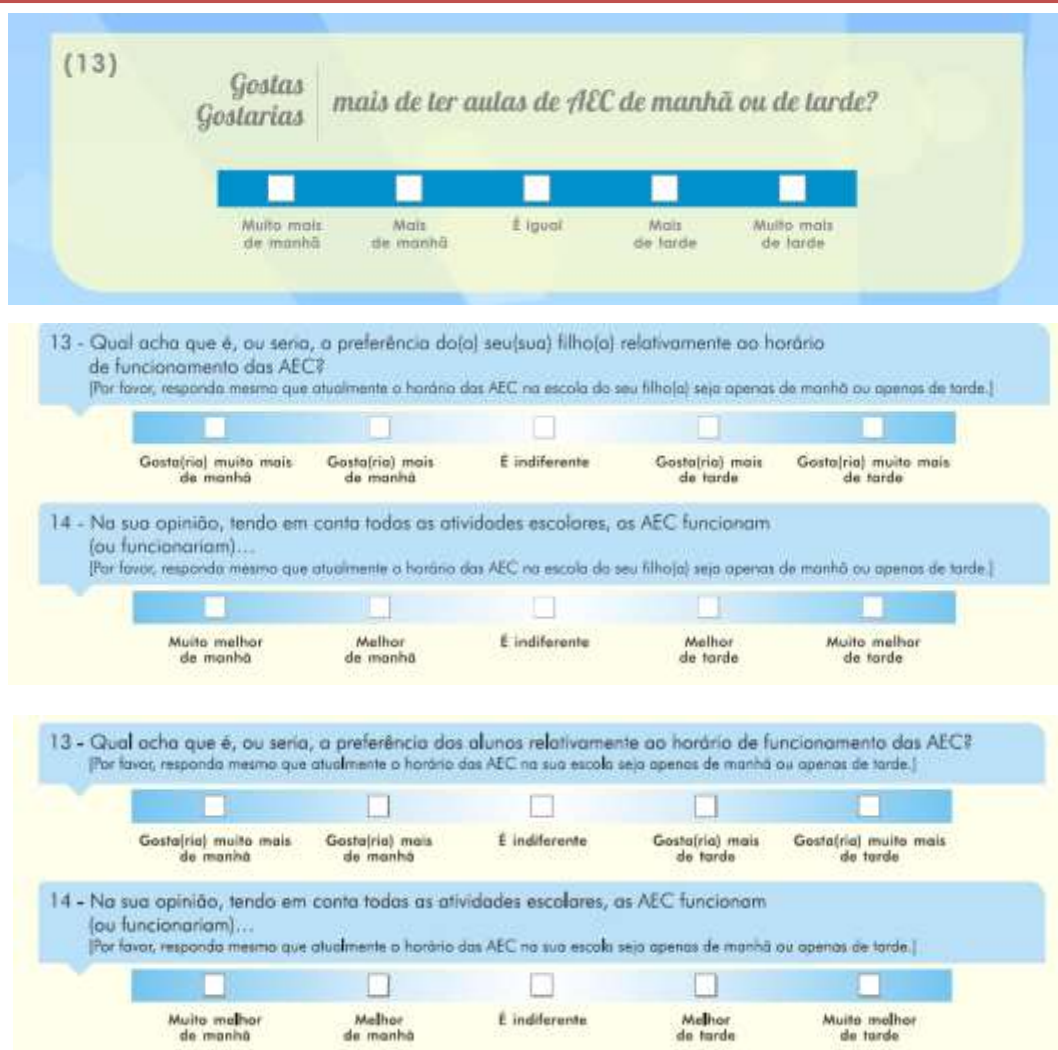 (13)
Gostas
Gostarias
mais de ter aulas de AEC de manhã ou de tarde?
Muito mais de manhã
Mais de manhã
É igual
Mais de tarde
Muito mais de tarde
13 - Qual acha que é, ou seria, a preferência do(a) seu(sua) filho(a) relativamente ao horário
de funcionamento das AEC?
[Por favor, responda mesmo que atualmente o horário das AEC na escola do seu filho(a) seja apenas de manhã ou apenas de tarde.]
Gosta(ria) muito mais de manhã
Gosta(ria) mais de manhã
É indiferente
Gosta(ria) mais de tarde
Gosta(ria) muito mais de tarde
14 - Na sua opinião, tendo em conta todas as atividades escolares, as AEC funcionam
(ou funcionariam)...
[Por favor, responda mesmo que atualmente o horário das AEC na escola do seu filho(a) seja apenas de manhã ou apenas de tarde.]
Muito melhor de manhã
Melhor de manhã
É indiferente
Melhor de tarde
Muito melhor de tarde
13 - Qual acha que é, ou seria, a preferência dos alunos relativamente ao horário de funcionamento das AEC?
[Por favor, responda mesmo que atualmente o horário das AEC na sua escola seja apenas de manhã ou apenas de tarde.]
Gosta(ria) muito mais de manhã
Gosta(ria) mais de manhã
É indiferente
Gosta(ria) mais de tarde
Gosta(ria) muito mais de tarde
14 - Na sua opinião, tendo em conta todas as atividades escolares, as AEC funcionam
(ou funcionariam)...
[Por favor, responda mesmo que atualmente o horário das AEC na sua escola seja apenas de manhã ou apenas de tarde.]
Muito melhor de manhã
Melhor de manhã
É indiferente
Melhor de tarde
Muito melhor de tarde